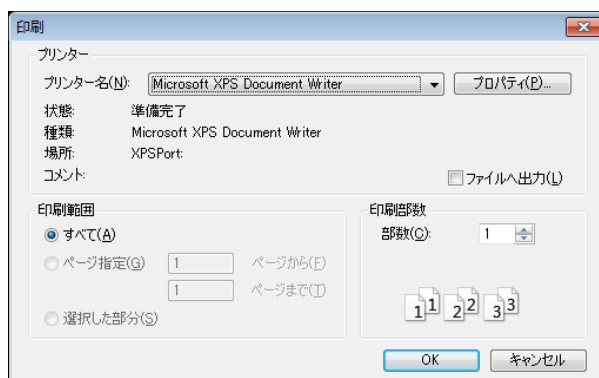 印刷
プリンター
プリンター名(N): Microsoft XPS Document Writer プロパティ(P)...
状態: 準備完了
種類: Microsoft XPS Document Writer
場所: XPSPort:
コメント: ファイルへ出力(L)
印刷範囲
すべて(A)
ページ指定(G) 1 ページから(F)
1 ページまで(T)
選択した部分(S)
印刷部数
部数(C): 1
1 1 2 2 3 3
OK キャンセル